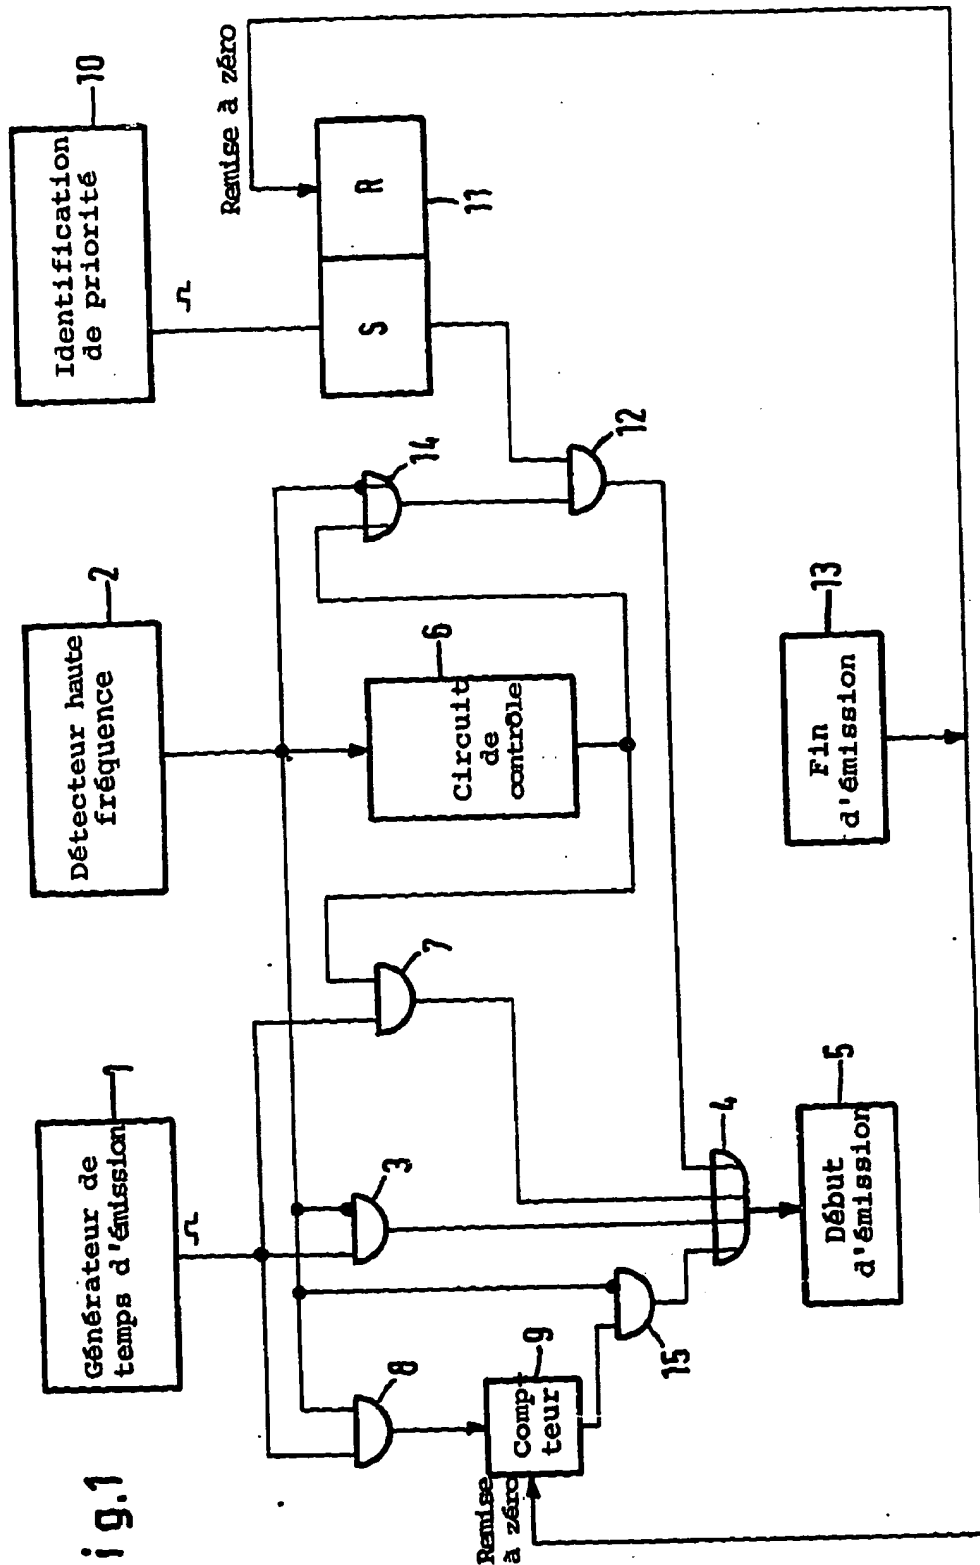 ig.1
Générateur de
temps d'émission
1
Détecteur haute
fréquence
2
Identification
de priorité
10
Remise à zéro
S
R
11
8
3
7
Circuit
de
contrôle
6
14
12
Remise
à zéro
Comp-
teur
9
15
4
Début
d'émission
5
Fin
d'émission
13